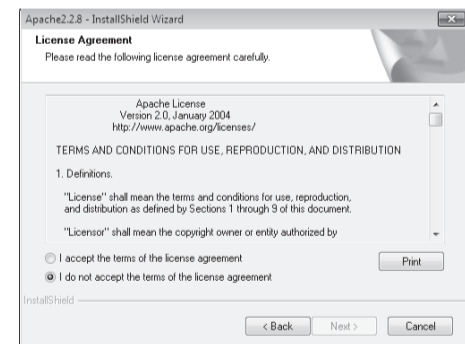 Apache2.2.8 - InstallShield Wizard
License Agreement
Please read the following license agreement carefully.
Apache License
Version 2.0, January 2004
http://www.apache.org/licenses/
TERMS AND CONDITIONS FOR USE, REPRODUCTION, AND DISTRIBUTION
1. Definitions.
"License" shall mean the terms and conditions for use, reproduction,
and distribution as defined by Sections 1 through 9 of this document.
"Licensor" shall mean the copyright owner or entity authorized by
I accept the terms of the license agreement
Print
I do not accept the terms of the license agreement
InstallShield
< Back
Next >
Cancel